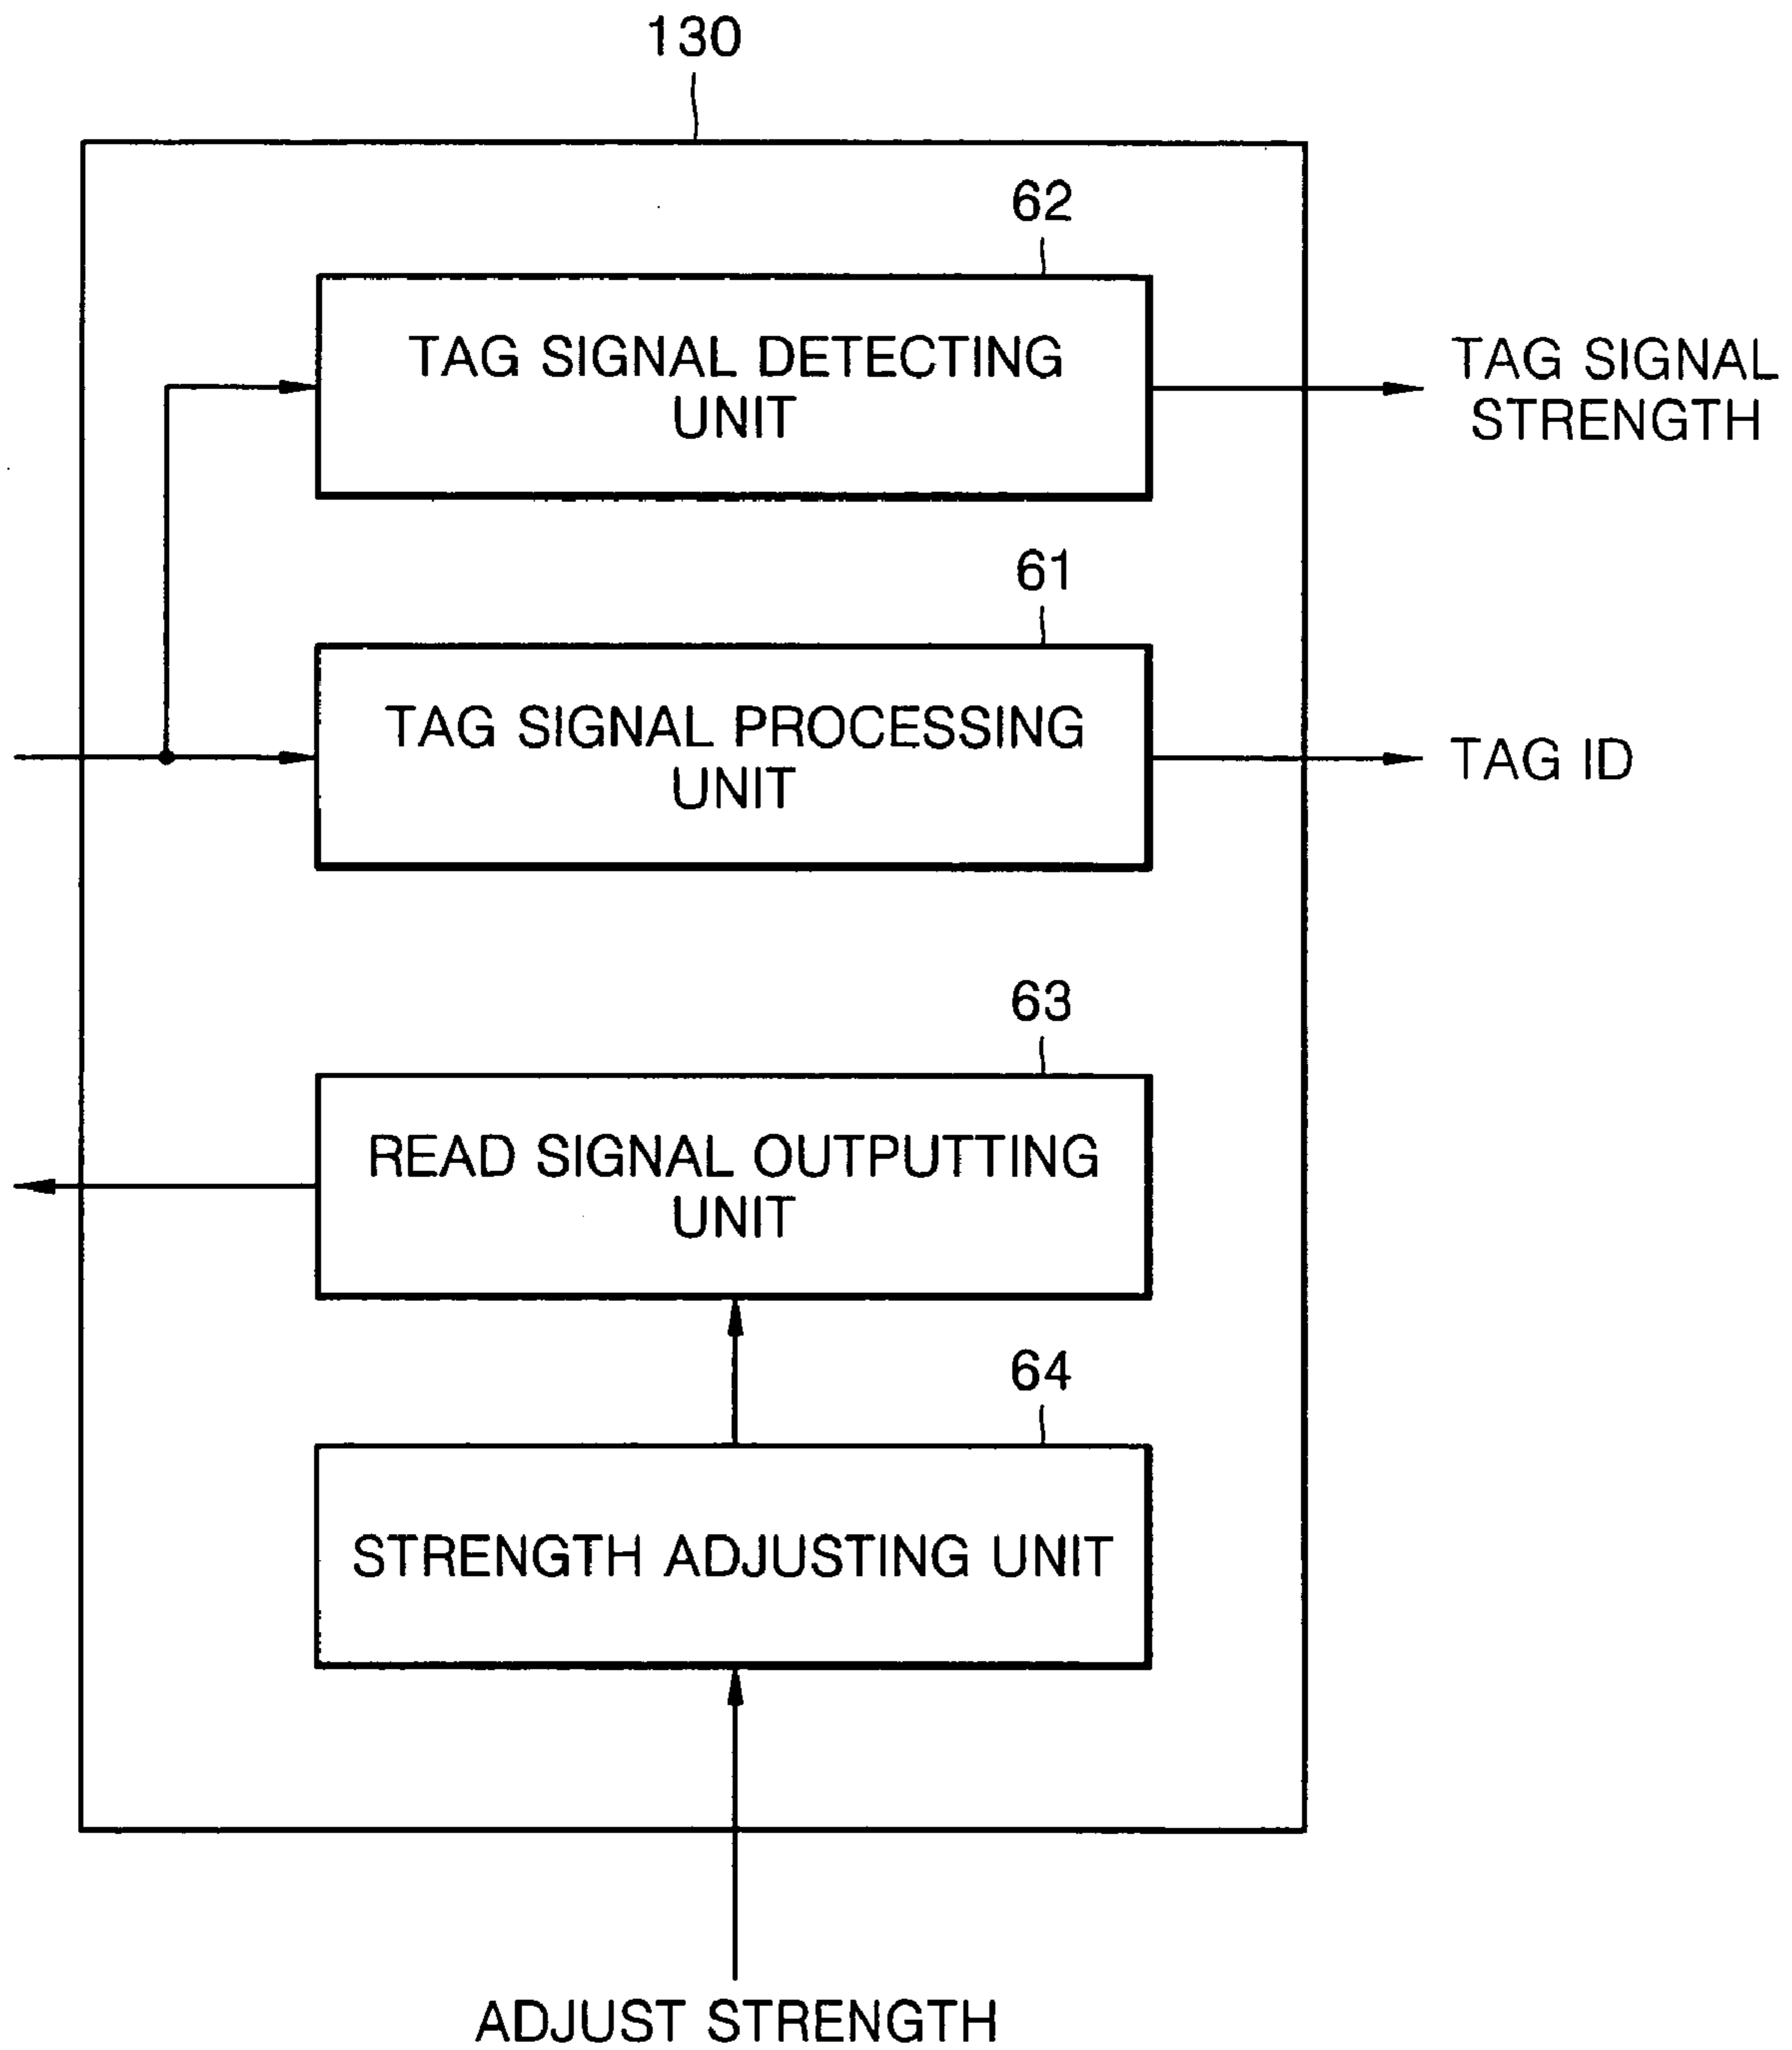 130
62
TAG SIGNAL DETECTING
UNIT
TAG SIGNAL
STRENGTH
61
TAG SIGNAL PROCESSING
UNIT
TAG ID
63
READ SIGNAL OUTPUTTING
UNIT
64
STRENGTH ADJUSTING UNIT
ADJUST STRENGTH